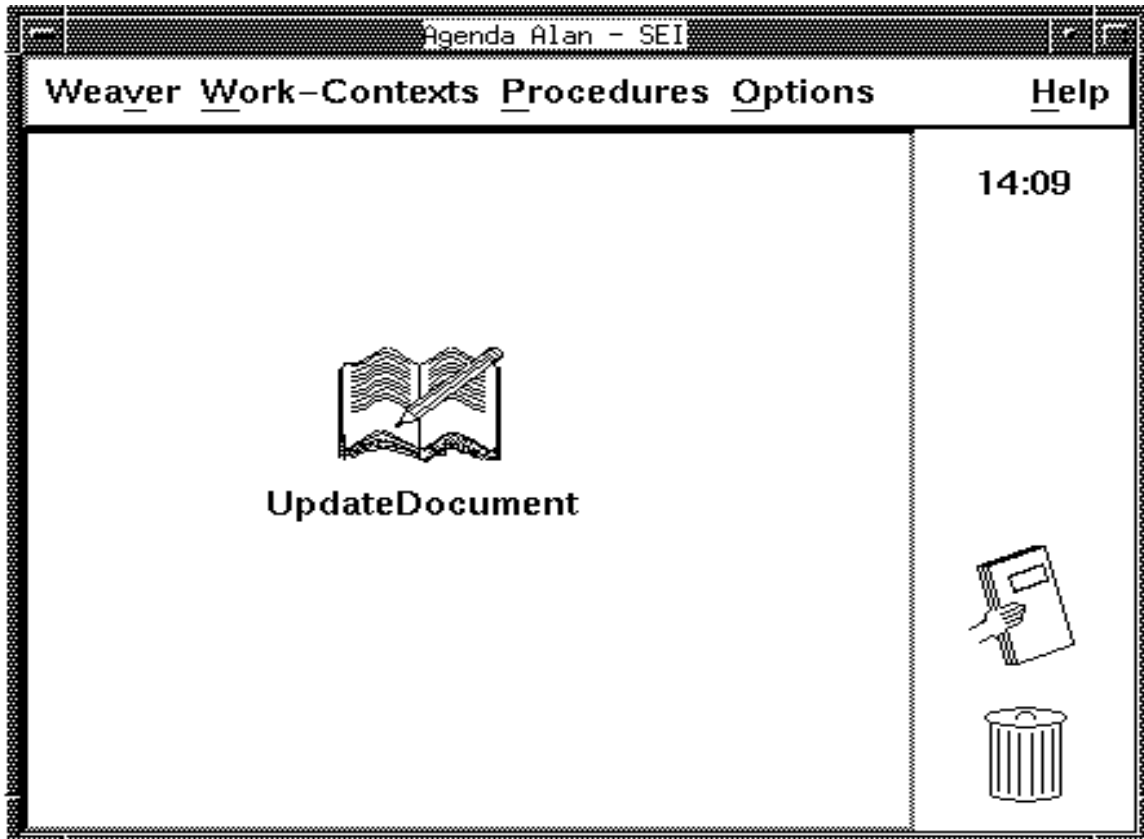 Agenda Alan - SEI
Weaver Work-Contexts Procedures Options Help
14:09
UpdateDocument